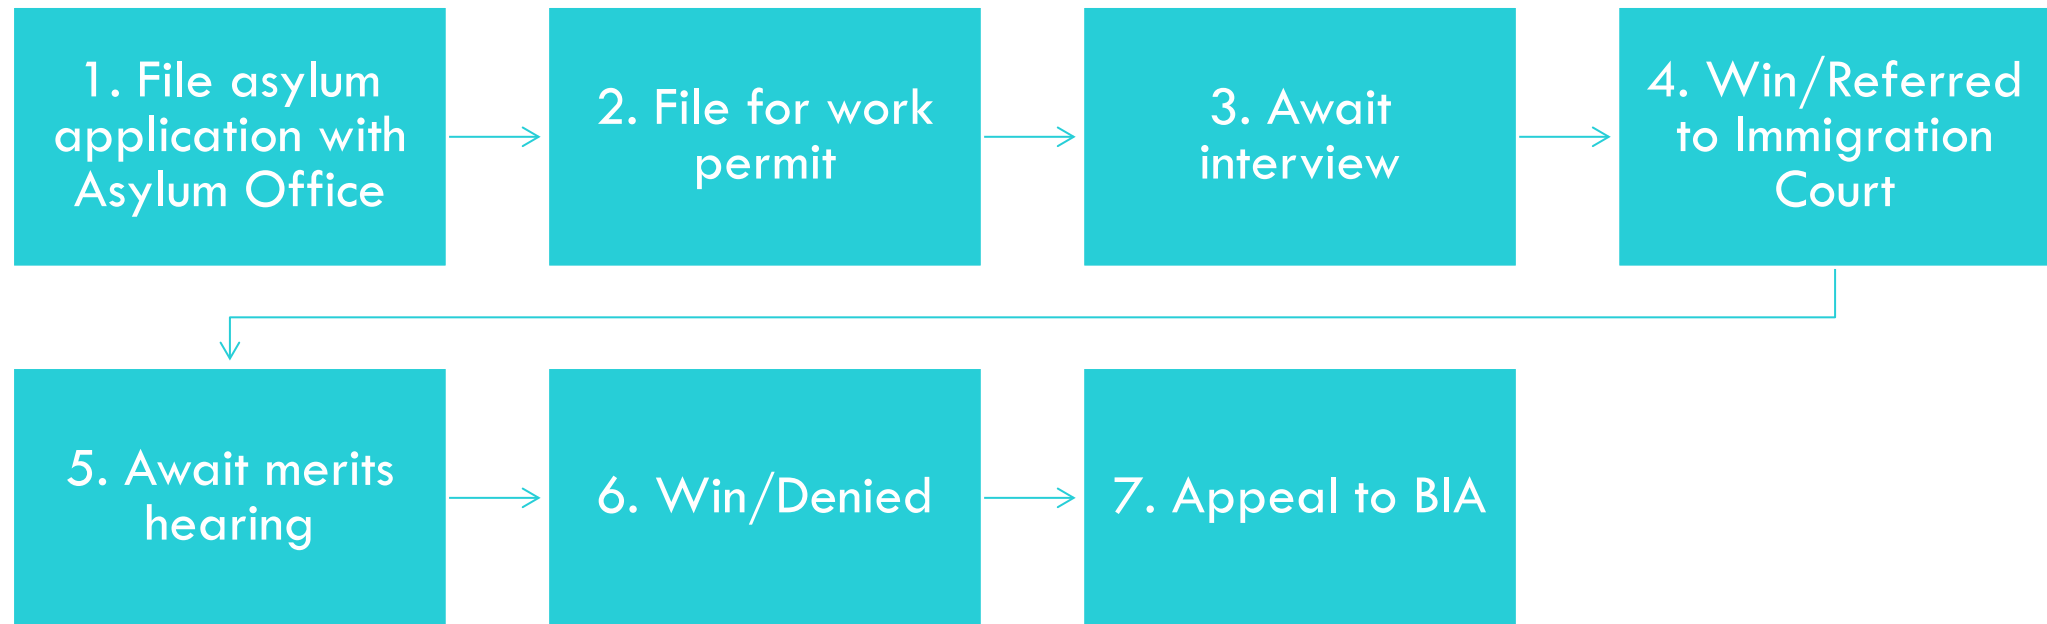 1. File asylum
application with
Asylum Office
2. File for work
permit
3. Await
interview
4. Win/Referred
to Immigration
Court
5. Await merits
hearing
6. Win/Denied
7. Appeal to BIA